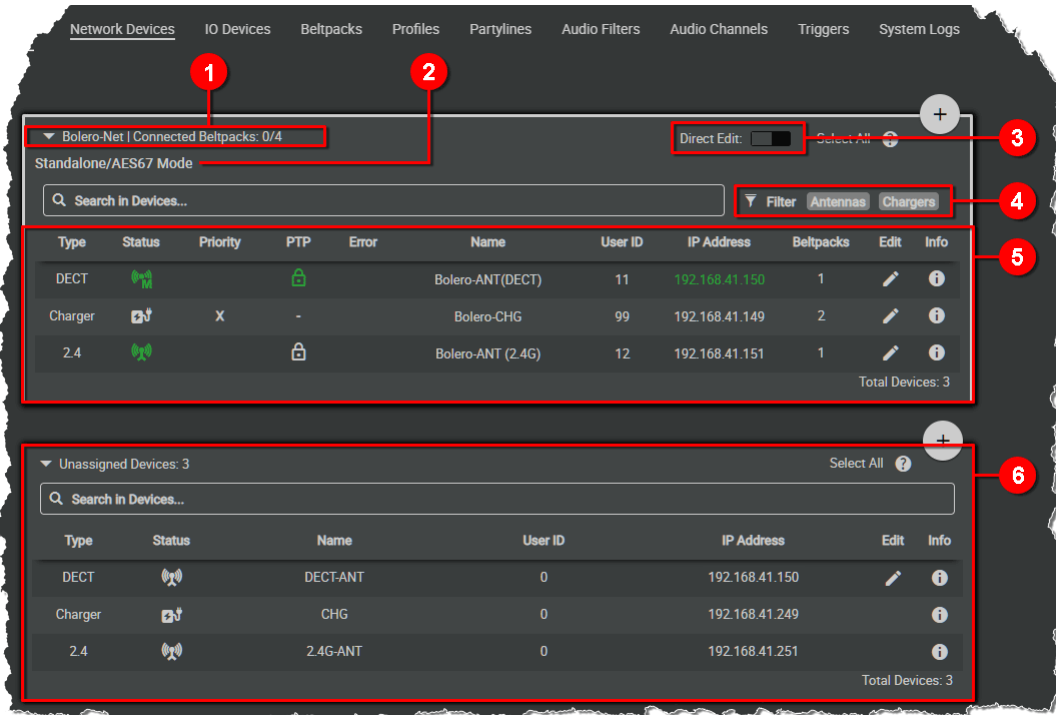 Network Devices IO Devices Beltpacks Profiles Partylines Audio Filters Audio Channels Triggers System Logs
1 2
+
Bolero-Net | Connected Beltpacks: 0/4 Direct Edit: Select All ? 3
Standalone/AES67 Mode
Search in Devices... Filter Antennas Chargers 4
Type Status Priority PTP Error Name User ID IP Address Beltpacks Edit Info 5
DECT M Bolero-ANT(DECT) 11 192.168.41.150 1 i
Charger X - Bolero-CHG 99 192.168.41.149 2 i
2.4 Bolero-ANT (2.4G) 12 192.168.41.151 1 i
Total Devices: 3
+
Unassigned Devices: 3 Select All ? 6
Search in Devices...
Type Status Name User ID IP Address Edit Info
DECT DECT-ANT 0 192.168.41.150 i
Charger CHG 0 192.168.41.249 i
2.4 2.4G-ANT 0 192.168.41.251 i
Total Devices: 3